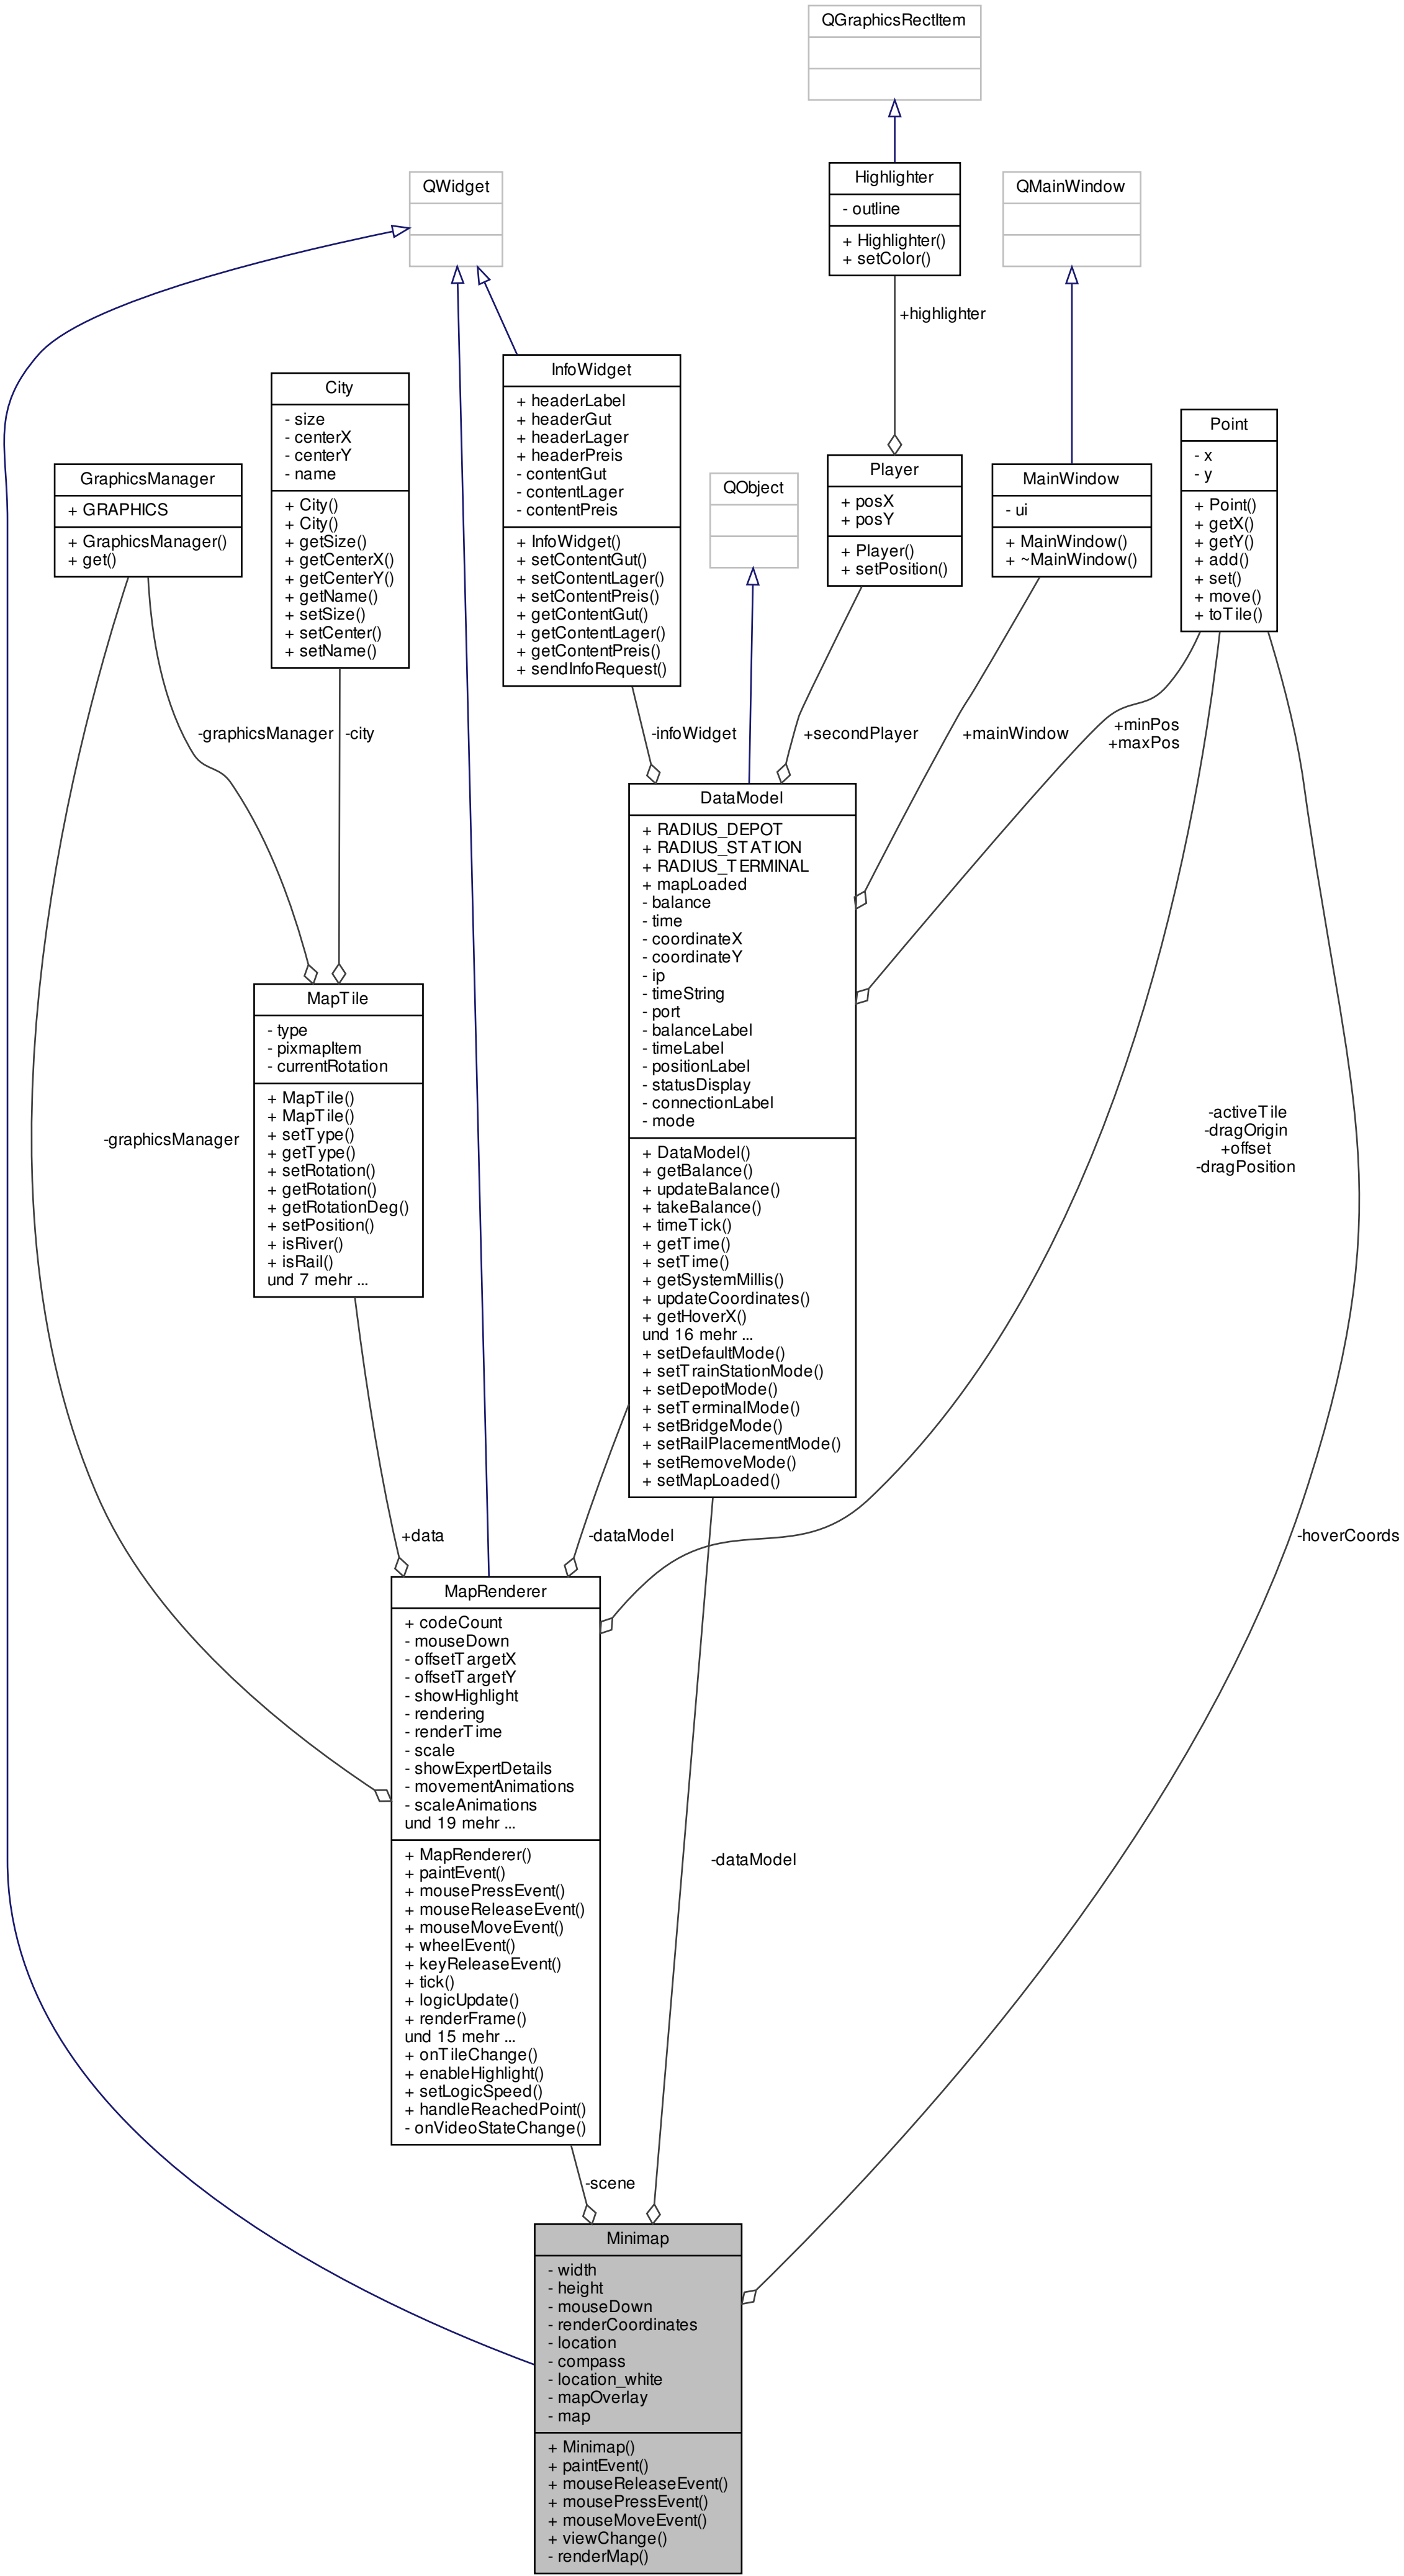 QGraphicsRectItem
QWidget
Highlighter
- outline
+ Highlighter()
+ setColor()
QMainWindow
+highlighter
InfoWidget
+ headerLabel
+ headerGut
+ headerLager
+ headerPreis
- contentGut
- contentLager
- contentPreis
+ InfoWidget()
+ setContentGut()
+ setContentLager()
+ setContentPreis()
+ getContentGut()
+ getContentLager()
+ getContentPreis()
+ sendInfoRequest()
City
- size
- centerX
- centerY
- name
+ City()
+ City()
+ getSize()
+ getCenterX()
+ getCenterY()
+ getName()
+ setSize()
+ setCenter()
+ setName()
Point
- x
- y
+ Point()
+ getX()
+ getY()
+ add()
+ set()
+ move()
+ toTile()
GraphicsManager
+ GRAPHICS
+ GraphicsManager()
+ get()
QObject
Player
+ posX
+ posY
+ Player()
+ setPosition()
MainWindow
- ui
+ MainWindow()
+ ~MainWindow()
-graphicsManager
-city
-infoWidget
+secondPlayer
+mainWindow
+minPos
+maxPos
DataModel
+ RADIUS_DEPOT
+ RADIUS_STATION
+ RADIUS_TERMINAL
+ mapLoaded
- balance
- time
- coordinateX
- coordinateY
- ip
- timeString
- port
- balanceLabel
- timeLabel
- positionLabel
- statusDisplay
- connectionLabel
- mode
+ DataModel()
+ getBalance()
+ updateBalance()
+ takeBalance()
+ timeTick()
+ getTime()
+ setTime()
+ getSystemMillis()
+ updateCoordinates()
+ getHoverX()
und 16 mehr ...
+ setDefaultMode()
+ setTrainStationMode()
+ setDepotMode()
+ setTerminalMode()
+ setBridgeMode()
+ setRailPlacementMode()
+ setRemoveMode()
+ setMapLoaded()
MapTile
- type
- pixmapItem
- currentRotation
+ MapTile()
+ MapTile()
+ setType()
+ getType()
+ setRotation()
+ getRotation()
+ getRotationDeg()
+ setPosition()
+ isRiver()
+ isRail()
und 7 mehr ...
-graphicsManager
-activeTile
-dragOrigin
+offset
-dragPosition
+data
-dataModel
-hoverCoords
MapRenderer
+ codeCount
- mouseDown
- offsetTargetX
- offsetTargetY
- showHighlight
- rendering
- renderTime
- scale
- showExpertDetails
- movementAnimations
- scaleAnimations
und 19 mehr ...
+ MapRenderer()
+ paintEvent()
+ mousePressEvent()
+ mouseReleaseEvent()
+ mouseMoveEvent()
+ wheelEvent()
+ keyReleaseEvent()
+ tick()
+ logicUpdate()
+ renderFrame()
und 15 mehr ...
+ onTileChange()
+ enableHighlight()
+ setLogicSpeed()
+ handleReachedPoint()
- onVideoStateChange()
-dataModel
-scene
Minimap
- width
- height
- mouseDown
- renderCoordinates
- location
- compass
- location_white
- mapOverlay
- map
+ Minimap()
+ paintEvent()
+ mouseReleaseEvent()
+ mousePressEvent()
+ mouseMoveEvent()
+ viewChange()
- renderMap()